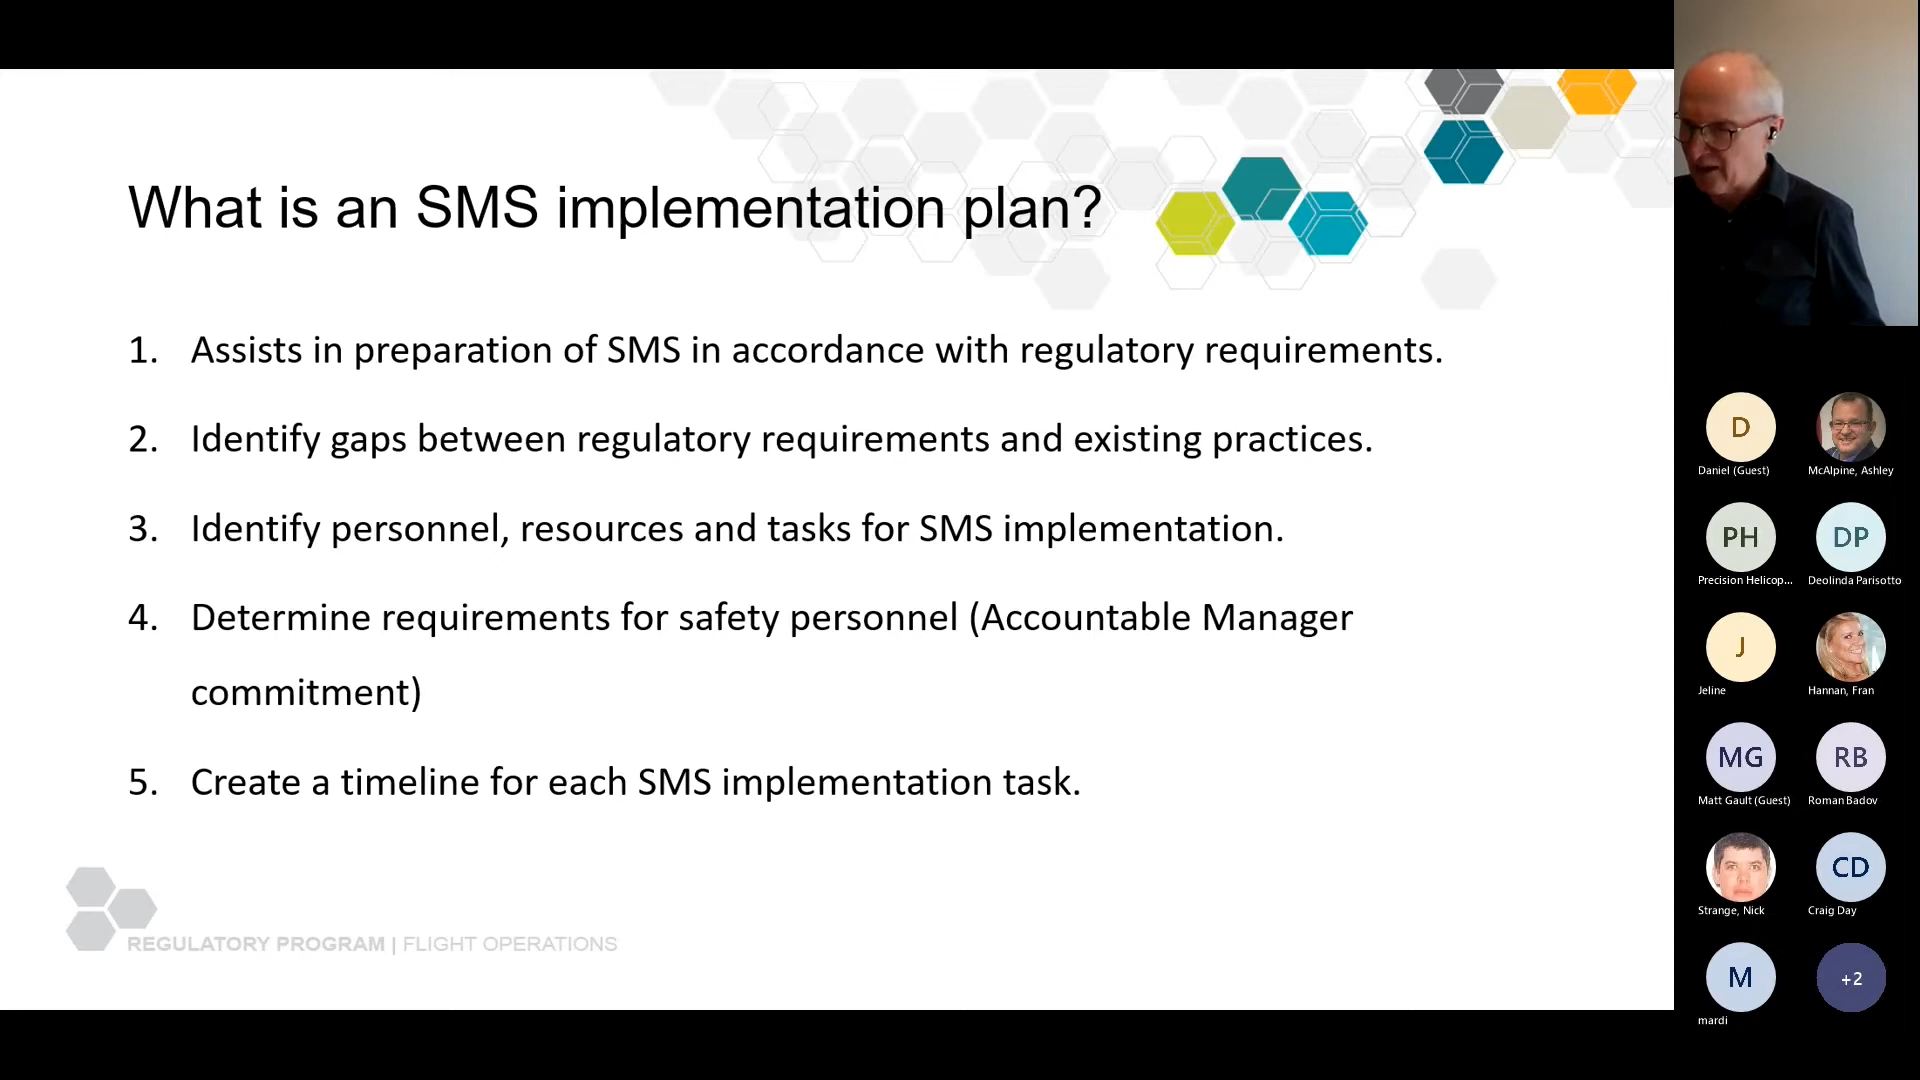 What is an SMS implementation plan?
1. Assists in preparation of SMS in accordance with regulatory requirements.
2. Identify gaps between regulatory requirements and existing practices.
3. Identify personnel, resources and tasks for SMS implementation.
4. Determine requirements for safety personnel (Accountable Manager
commitment)
5. Create a timeline for each SMS implementation task.
REGULATORY PROGRAM | FLIGHT OPERATIONS
D
Daniel (Guest)
McAlpine, Ashley
PH
DP
Precision Helicop...
Deolinda Parisotto
J
Jeline
Hannan, Fran
MG
RB
Matt Gault (Guest)
Roman Badov
CD
Strange, Nick
Craig Day
M
+2
mardi